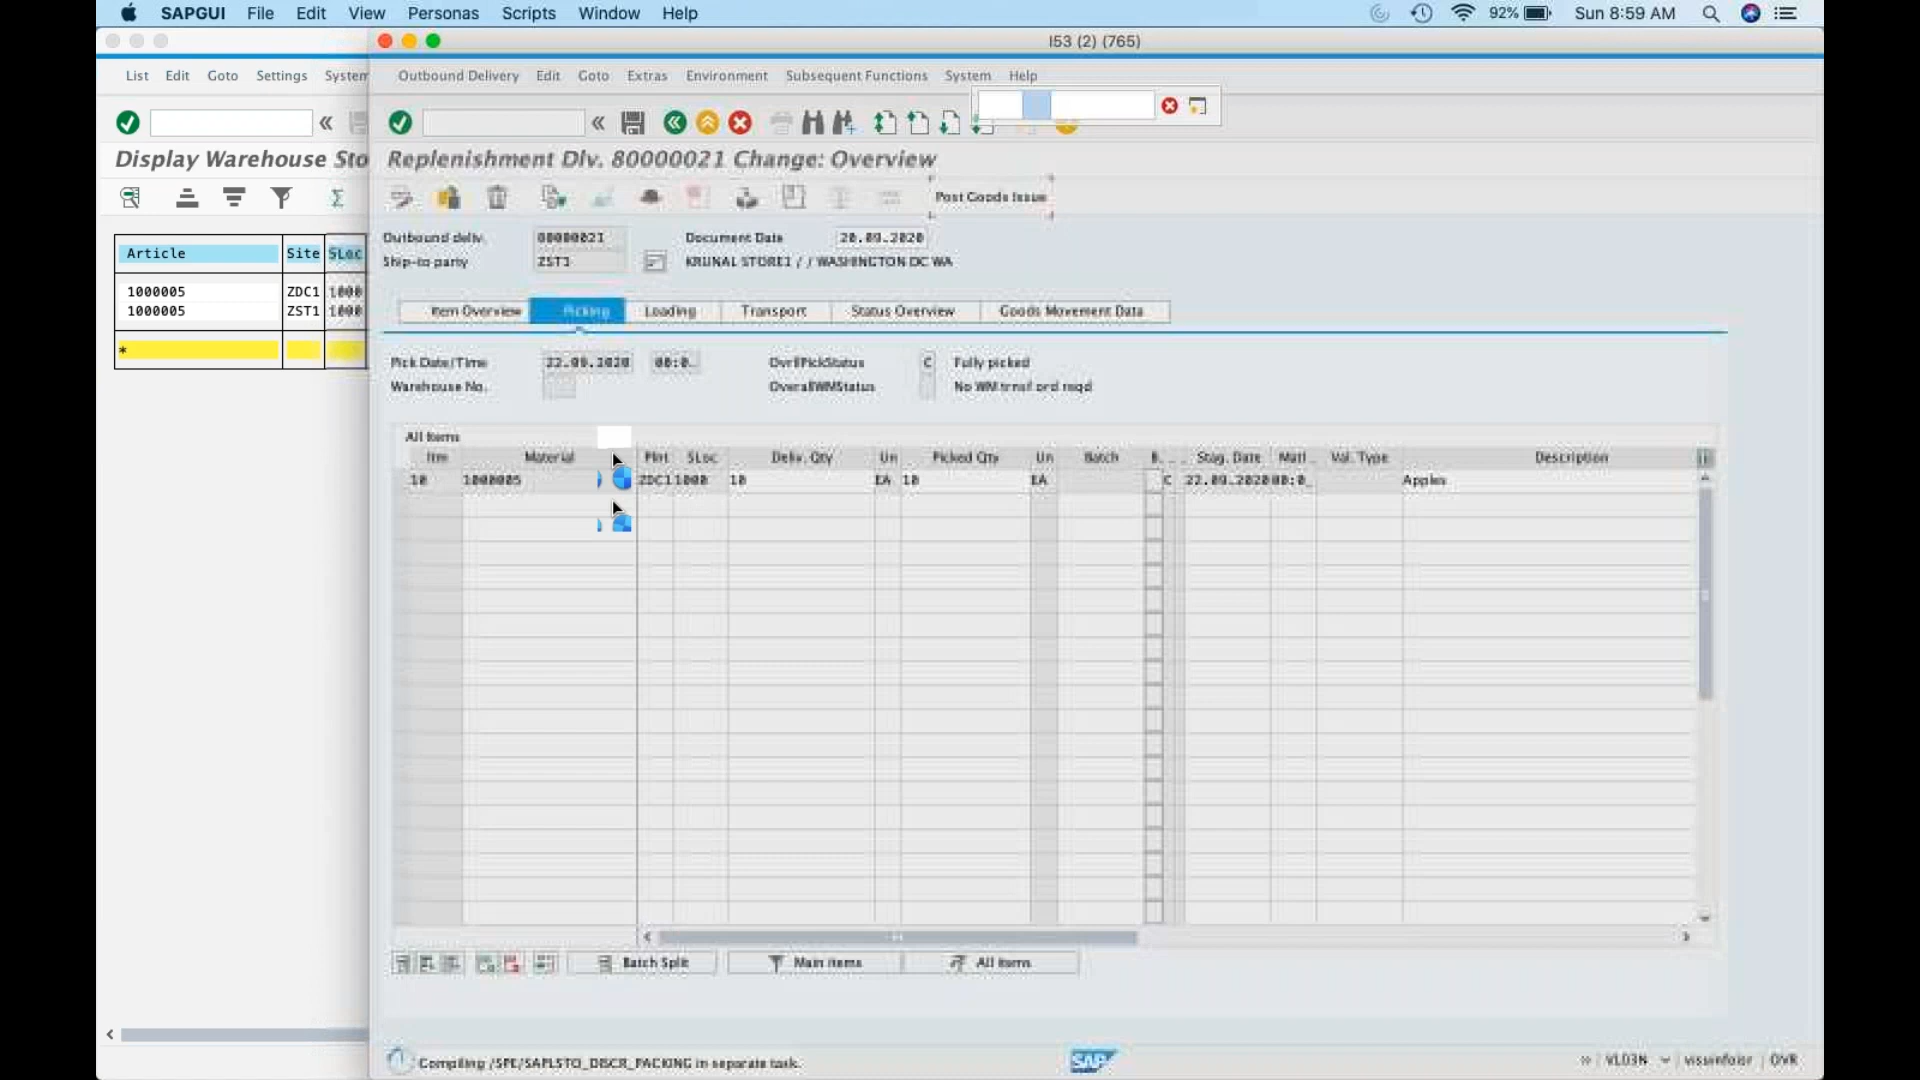 SAPGUI File Edit View Personas Scripts Window Help 92% Sun 8:59 AM
I53 (2) (765)
List Edit Goto Settings System
Outbound Delivery Edit Goto Extras Environment Subsequent Functions System Help
Display Warehouse Sto
Replenishment Dlv. 80000021 Change: Overview
Post Goods Issue
Article Site SLoc
1000005 ZDC1 1000
1000005 ZST1 1000
*
Outbound deliv. 80000021 Document Date 20.09.2020
Ship-to party ZST1 KRUNAL STORE1 / / WASHINGTON DC WA
Item Overview Picking Loading Transport Status Overview Goods Movement Data
Pick Date/Time 22.09.2020 00:0.. OvrllPickStatus C Fully picked
Warehouse No. OverallWMStatus No WM trnsf ord reqd
All Items
Itm Material Plnt SLoc Deliv. Qty Un Picked Qty Un Batch B.. Stag. Date Matl.. Val. Type Description
10 1000005 ZDC1 1000 10 EA 10 EA C 22.09.2020 00:0.. Apples
Batch Split Main items All items
Compiling /SPE/SAPLSTO_DISCR_PACKING in separate task.
SAP
VL03N OVR